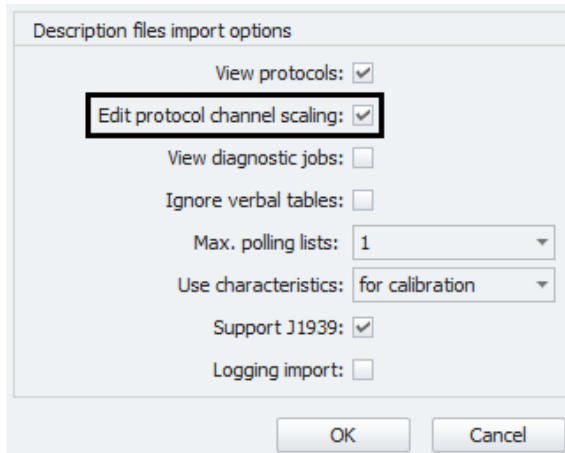 Description files import options
View protocols:
Edit protocol channel scaling:
View diagnostic jobs:
Ignore verbal tables:
Max. polling lists: 1
Use characteristics: for calibration
Support J1939:
Logging import:
OK Cancel